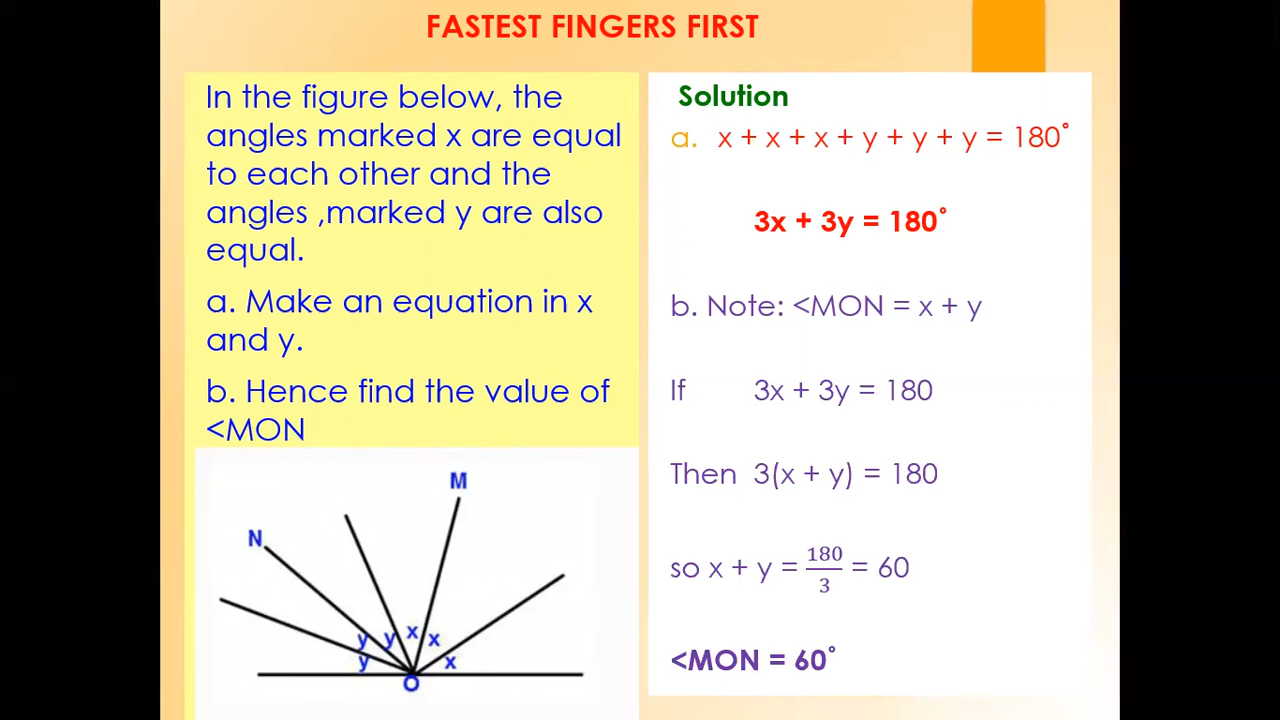 FASTEST FINGERS FIRST
In the figure below, the
angles marked x are equal
to each other and the
angles ,marked y are also
equal.
a. Make an equation in x
and y.
b. Hence find the value of
<MON
M
N
y y x x
y x
O
Solution
a. x + x + x + y + y + y = 180˚
3x + 3y = 180˚
b. Note: <MON = x + y
If 3x + 3y = 180
Then 3(x + y) = 180
so x + y = 180/3 = 60
<MON = 60˚